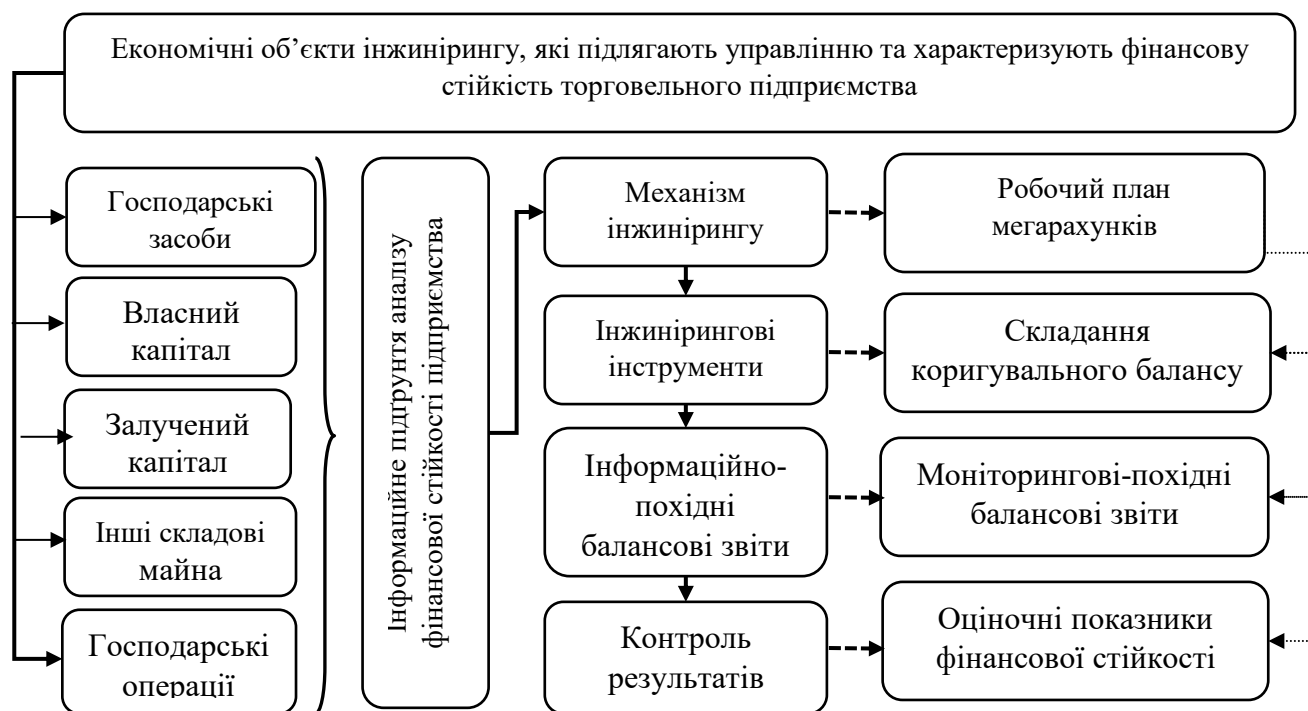 Економічні об’єкти інжинірингу, які підлягають управлінню та характеризують фінансову
стійкість торговельного підприємства
Господарські
засоби
Власний
капітал
Залучений
капітал
Інші складові
майна
Господарські
операції
Інформаційне підґрунтя аналізу
фінансової стійкості підприємства
Механізм
інжинірингу
Інжинірингові
інструменти
Інформаційно-
похідні
балансові звіти
Контроль
результатів
Робочий план
мегарахунків
Складання
коригувального балансу
Моніторингові-похідні
балансові звіти
Оціночні показники
фінансової стійкості